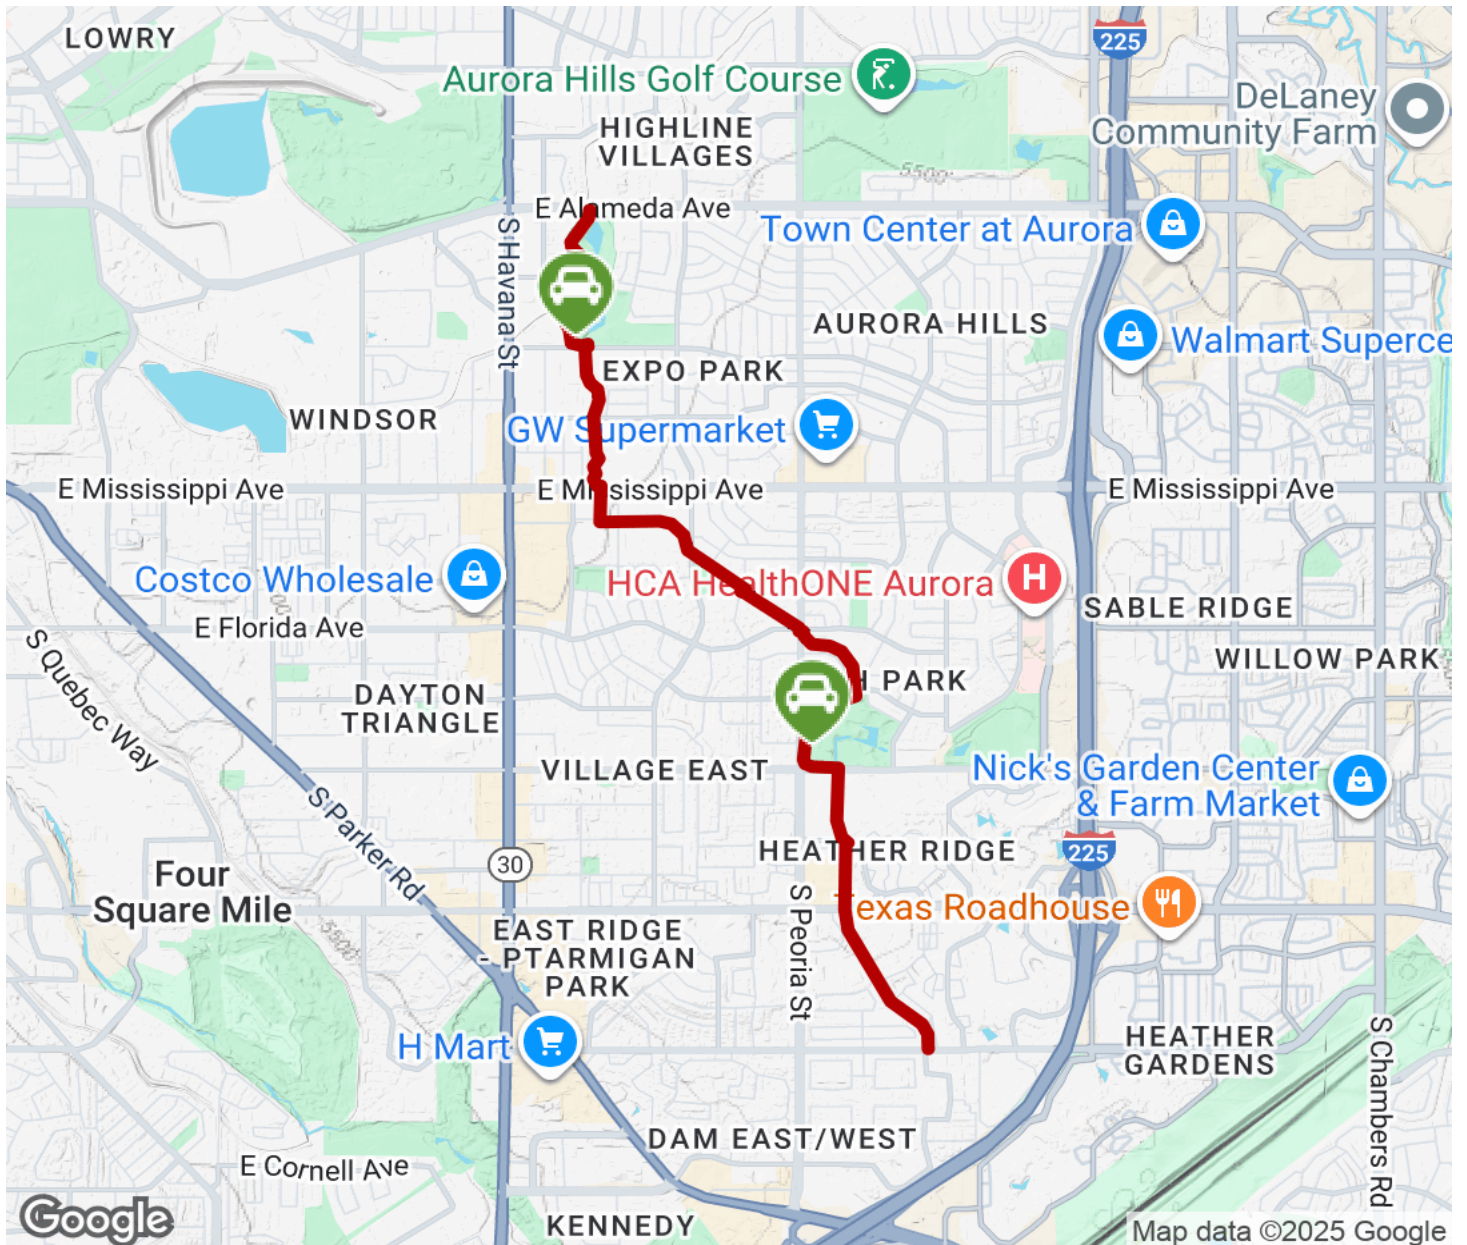 LOWRY
225
Aurora Hills Golf Course
DeLaney
Community Farm
HIGHLINE
VILLAGES
5500
E Alameda Ave
Town Center at Aurora
S Havana St
AURORA HILLS
Walmart Superce
EXPO PARK
WINDSOR
GW Supermarket
E Mississippi Ave
E Mississippi Ave
E Mississippi Ave
Costco Wholesale
HCA HealthONE Aurora
H
SABLE RIDGE
E Florida Ave
S Quebec Way
WILLOW PARK
H PARK
DAYTON
TRIANGLE
VILLAGE EAST
Nick's Garden Center
& Farm Market
S Parker Rd
HEATHER RIDGE
225
30
Four
Square Mile
S Peoria St
Texas Roadhouse
5500
EAST RIDGE
- PTARMIGAN
PARK
H Mart
HEATHER
GARDENS
S Chambers Rd
DAM EAST/WEST
E Cornell Ave
KENNEDY
Google
Map data ©2025 Google